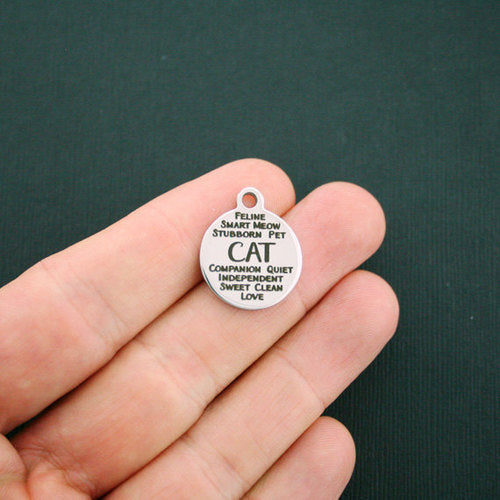 FELINE
SMART MEOW
STUBBORN PET
CAT
COMPANION QUIET
INDEPENDENT
SWEET CLEAN
LOVE